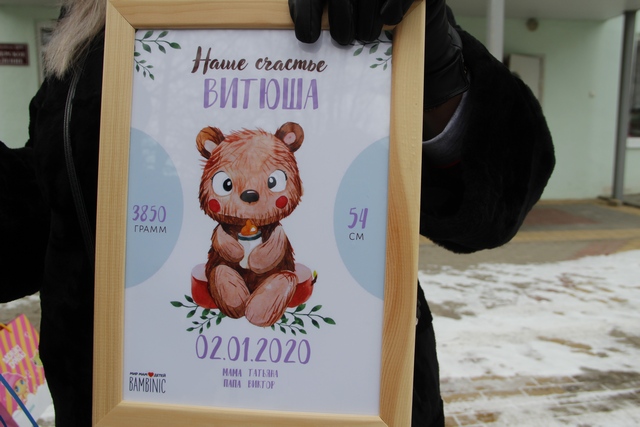 Наше счастье
ВИТЮША
3850
ГРАММ
54
СМ
02.01.2020
МАМА ТАТЬЯНА
ПАПА ВИКТОР
BAMBINIC